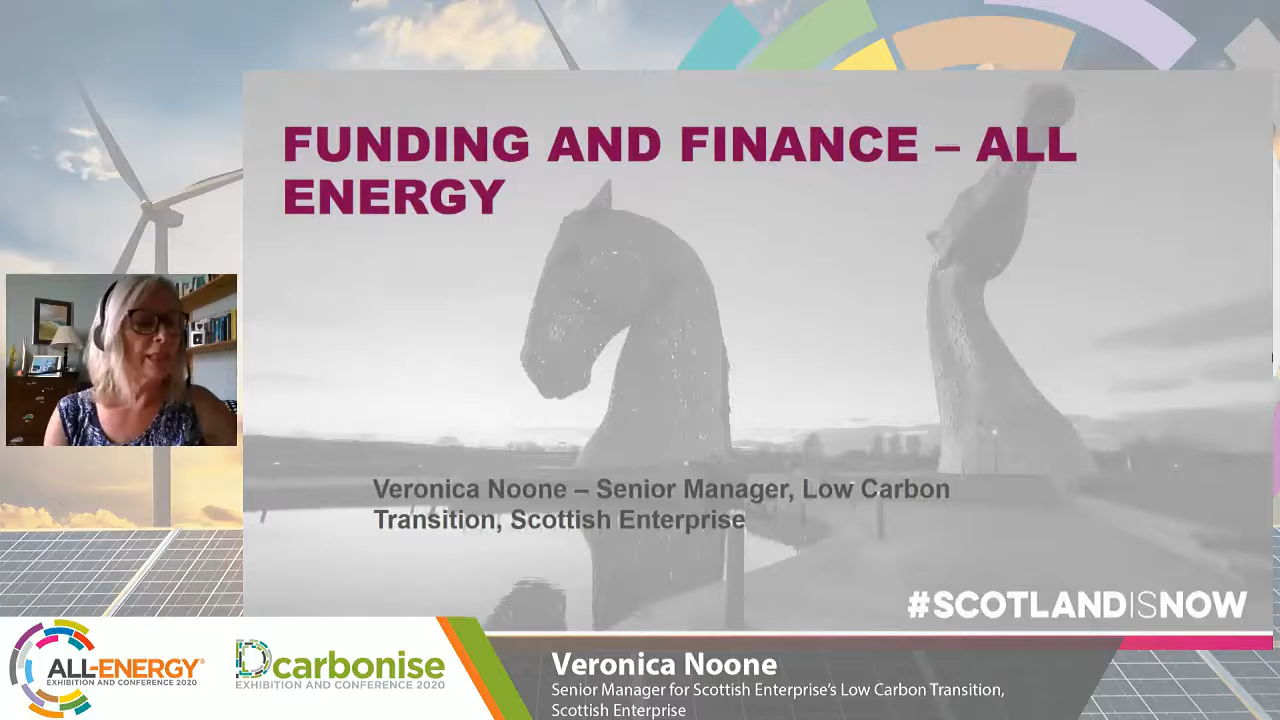 FUNDING AND FINANCE – ALL
ENERGY
Veronica Noone – Senior Manager, Low Carbon
Transition, Scottish Enterprise
#SCOTLANDISNOW
ALL-ENERGY®
EXHIBITION AND CONFERENCE 2020
Dcarbonise
EXHIBITION AND CONFERENCE 2020
Veronica Noone
Senior Manager for Scottish Enterprise's Low Carbon Transition,
Scottish Enterprise